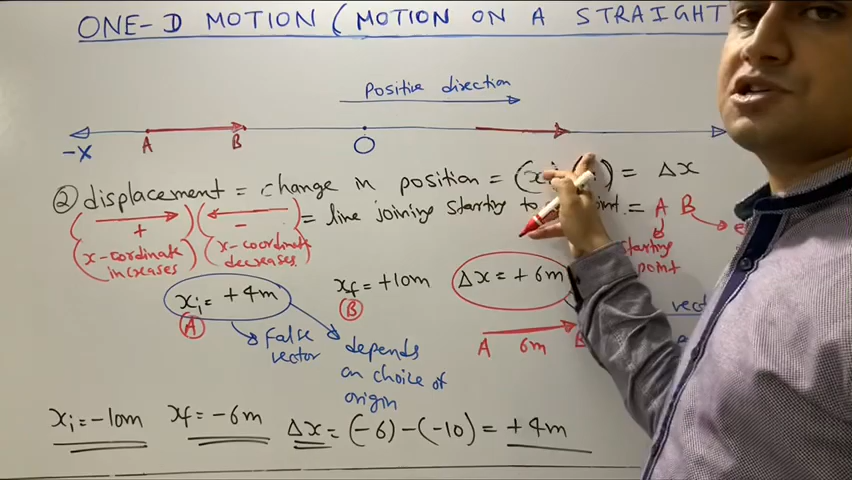 ONE-D MOTION (MOTION ON A STRAIGHT
Positive direction
-X A B O
② displacement = change in position = (x ) = Δx
= line joining starting to point = A B
+ -
(x-cordinate increases) (x-coordinate decreases)
starting point
xi = +4m xf = +10m Δx = +6m
A B
False vector
depends on choice of origin
A 6m B
xi = -10m xf = -6m Δx = (-6) - (-10) = +4m